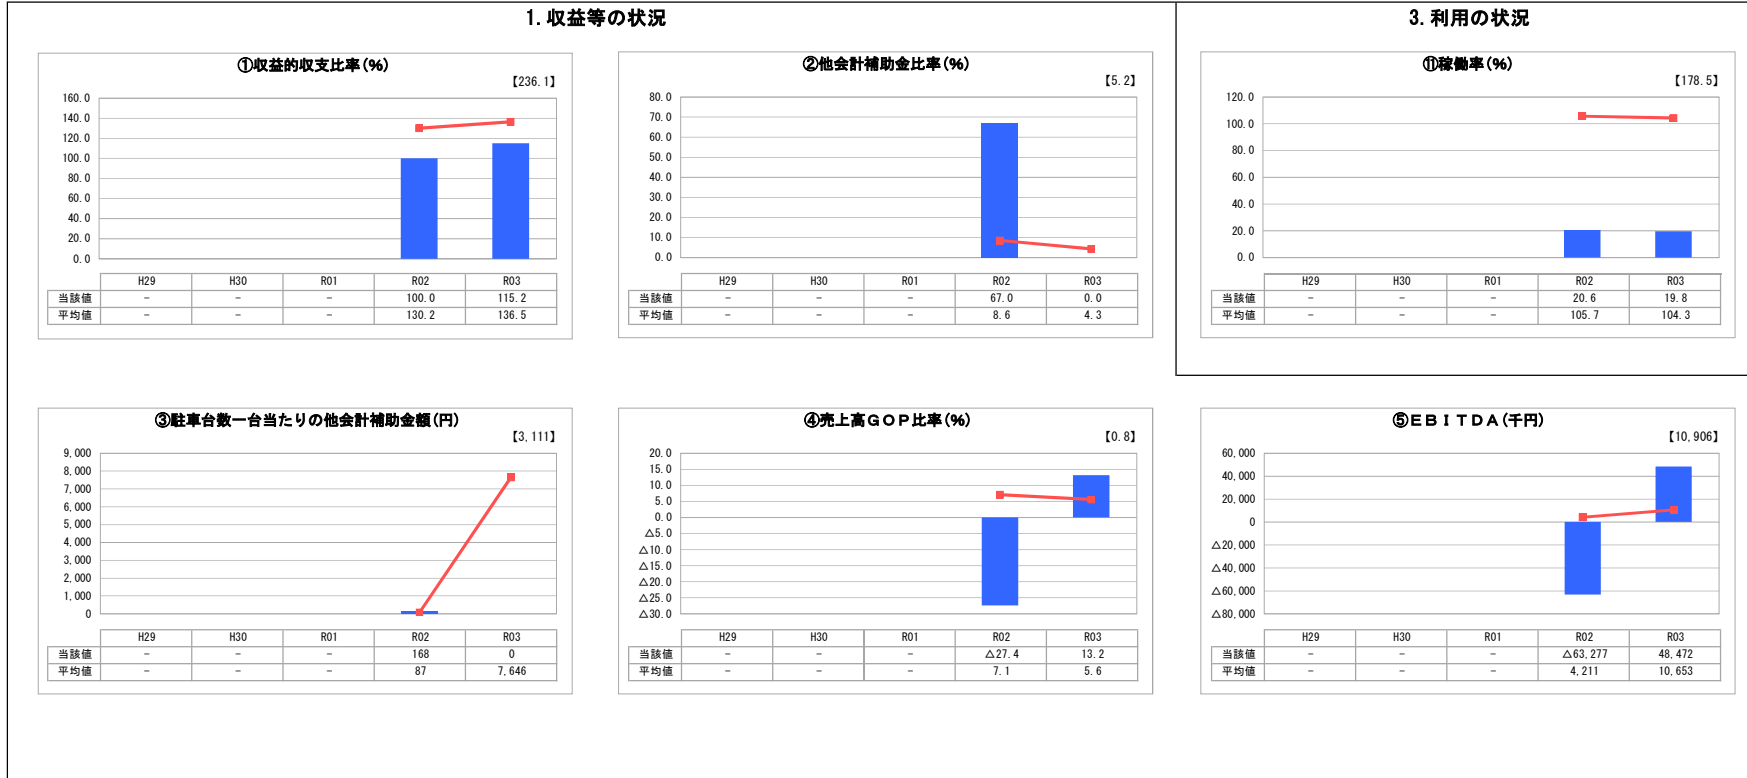 1. 収益等の状況
①収益的収支比率(%)
【236.1】
160.0
140.0
120.0
100.0
80.0
60.0
40.0
20.0
0.0
H29 H30 R01 R02 R03
当該値 － － － 100.0 115.2
平均値 － － － 130.2 136.5
②他会計補助金比率(%)
【5.2】
80.0
70.0
60.0
50.0
40.0
30.0
20.0
10.0
0.0
H29 H30 R01 R02 R03
当該値 － － － 67.0 0.0
平均値 － － － 8.6 4.3
3. 利用の状況
⑪稼働率(%)
【178.5】
120.0
100.0
80.0
60.0
40.0
20.0
0.0
H29 H30 R01 R02 R03
当該値 － － － 20.6 19.8
平均値 － － － 105.7 104.3
③駐車台数一台当たりの他会計補助金額(円)
【3,111】
9,000
8,000
7,000
6,000
5,000
4,000
3,000
2,000
1,000
0
H29 H30 R01 R02 R03
当該値 － － － 168 0
平均値 － － － 87 7,646
④売上高ＧＯＰ比率(%)
【0.8】
20.0
15.0
10.0
5.0
0.0
△5.0
△10.0
△15.0
△20.0
△25.0
△30.0
H29 H30 R01 R02 R03
当該値 － － － △27.4 13.2
平均値 － － － 7.1 5.6
⑤ＥＢＩＴＤＡ(千円)
【10,906】
60,000
40,000
20,000
0
△20,000
△40,000
△60,000
△80,000
H29 H30 R01 R02 R03
当該値 － － － △63,277 48,472
平均値 － － － 4,211 10,653